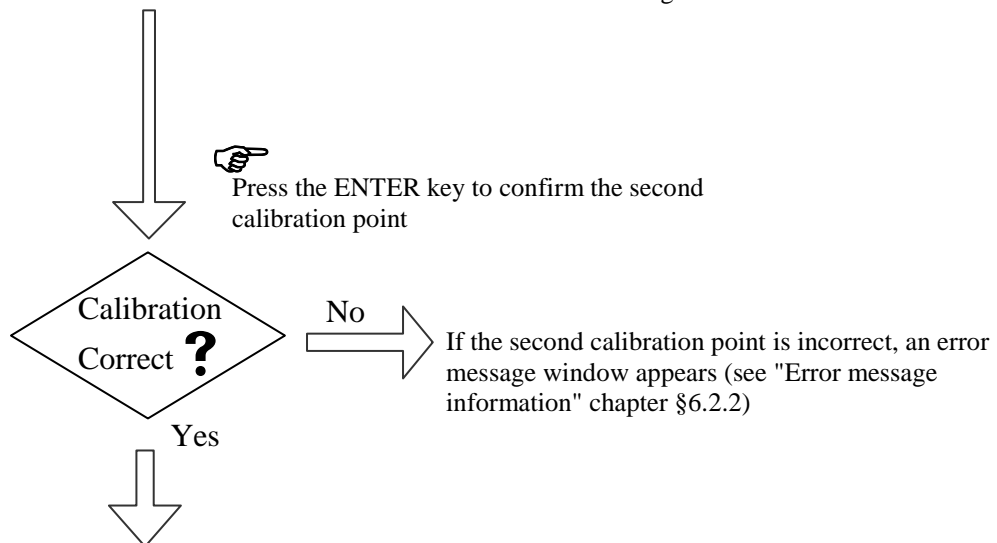 Press the ENTER key to confirm the second
calibration point
Calibration
Correct ?
No
If the second calibration point is incorrect, an error
message window appears (see "Error message
information" chapter §6.2.2)
Yes